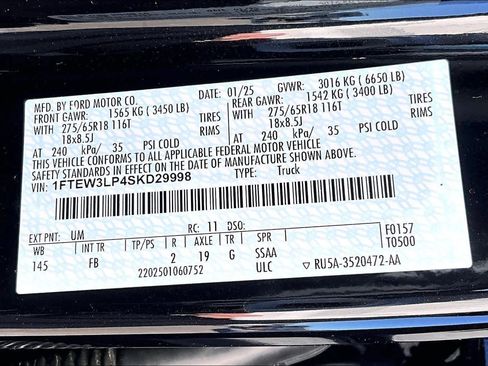 MFD. BY FORD MOTOR CO. 01/25 GVWR: 3016 KG (6650 LB)
FRONT GAWR: 1565 KG (3450 LB) REAR GAWR: 1542 KG (3400 LB)
WITH 275/65R18 116T TIRES WITH 275/65R18 116T TIRES
18x8.5J RIMS 18x8.5J RIMS
AT 240 kPa/ 35 PSI COLD AT 240 kPa/ 35 PSI COLD
THIS VEHICLE CONFORMS TO ALL APPLICABLE FEDERAL MOTOR VEHICLE
SAFETY STANDARDS IN EFFECT ON THE DATE OF MANUFACTURE SHOWN ABOVE.
VIN: 1FTEW3LP4SKD29998 TYPE: Truck
EXT PNT: UM RC: 11 DSO: F0157
WB INT TR TP/PS R AXLE TR SPR T0500
145 FB 2 19 G SSAA
2202501060752 ULC RU5A-3520472-AA